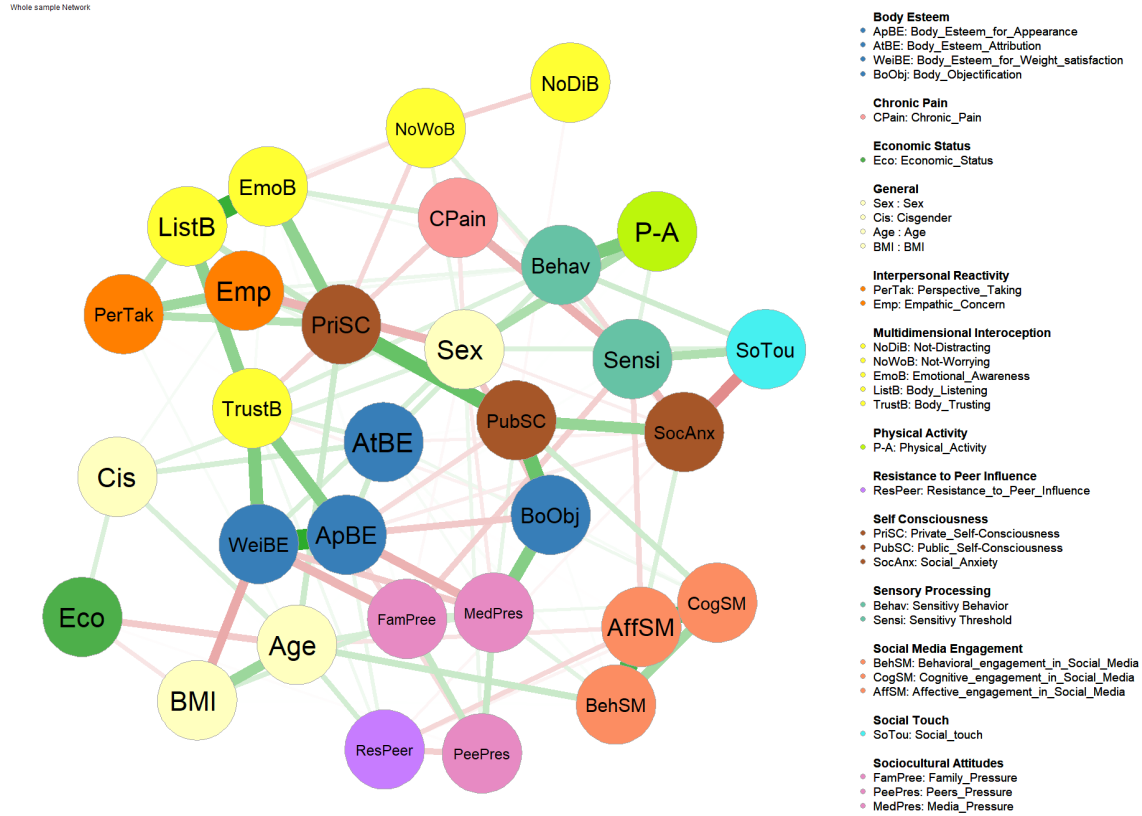 Whole sample Network
NoDiB
NoWoB
EmoB
ListB
CPain
P-A
Behav
Emp
PerTak
PriSC
Sex
Sensi
SoTou
TrustB
PubSC
SocAnx
AtBE
Cis
BoObj
WeiBE
ApBE
Eco
FamPree
MedPres
CogSM
AffSM
Age
BMI
BehSM
ResPeer
PeePres
Body Esteem
ApBE: Body_Esteem_for_Appearance
AtBE: Body_Esteem_Attribution
WeiBE: Body_Esteem_for_Weight_satisfaction
BoObj: Body_Objectification
Chronic Pain
CPain: Chronic_Pain
Economic Status
Eco: Economic_Status
General
Sex : Sex
Cis: Cisgender
Age : Age
BMI : BMI
Interpersonal Reactivity
PerTak: Perspective_Taking
Emp: Empathic_Concern
Multidimensional Interoception
NoDiB: Not-Distracting
NoWoB: Not-Worrying
EmoB: Emotional_Awareness
ListB: Body_Listening
TrustB: Body_Trusting
Physical Activity
P-A: Physical_Activity
Resistance to Peer Influence
ResPeer: Resistance_to_Peer_Influence
Self Consciousness
PriSC: Private_Self-Consciousness
PubSC: Public_Self-Consciousness
SocAnx: Social_Anxiety
Sensory Processing
Behav: Sensitivy Behavior
Sensi: Sensitivy Threshold
Social Media Engagement
BehSM: Behavioral_engagement_in_Social_Media
CogSM: Cognitive_engagement_in_Social_Media
AffSM: Affective_engagement_in_Social_Media
Social Touch
SoTou: Social_touch
Sociocultural Attitudes
FamPree: Family_Pressure
PeePres: Peers_Pressure
MedPres: Media_Pressure